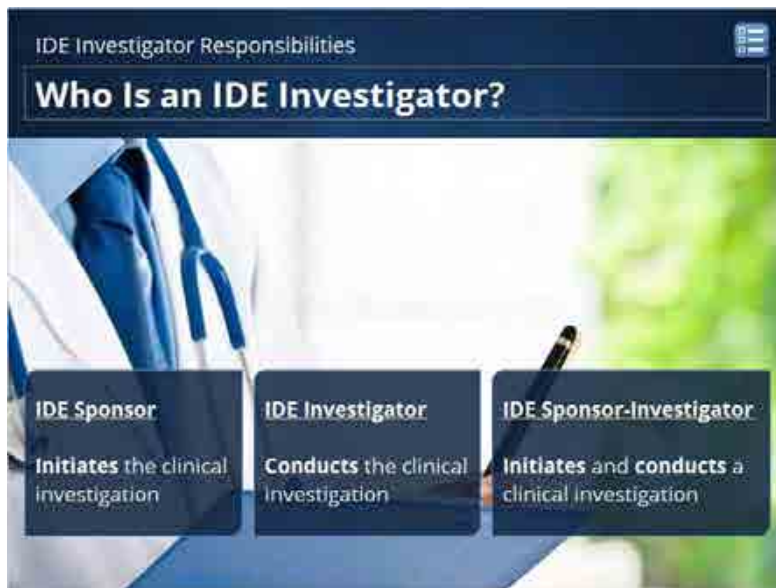 IDE Investigator Responsibilities
Who Is an IDE Investigator?
IDE Sponsor
Initiates the clinical
investigation
IDE Investigator
Conducts the clinical
investigation
IDE Sponsor-Investigator
Initiates and conducts a
clinical investigation